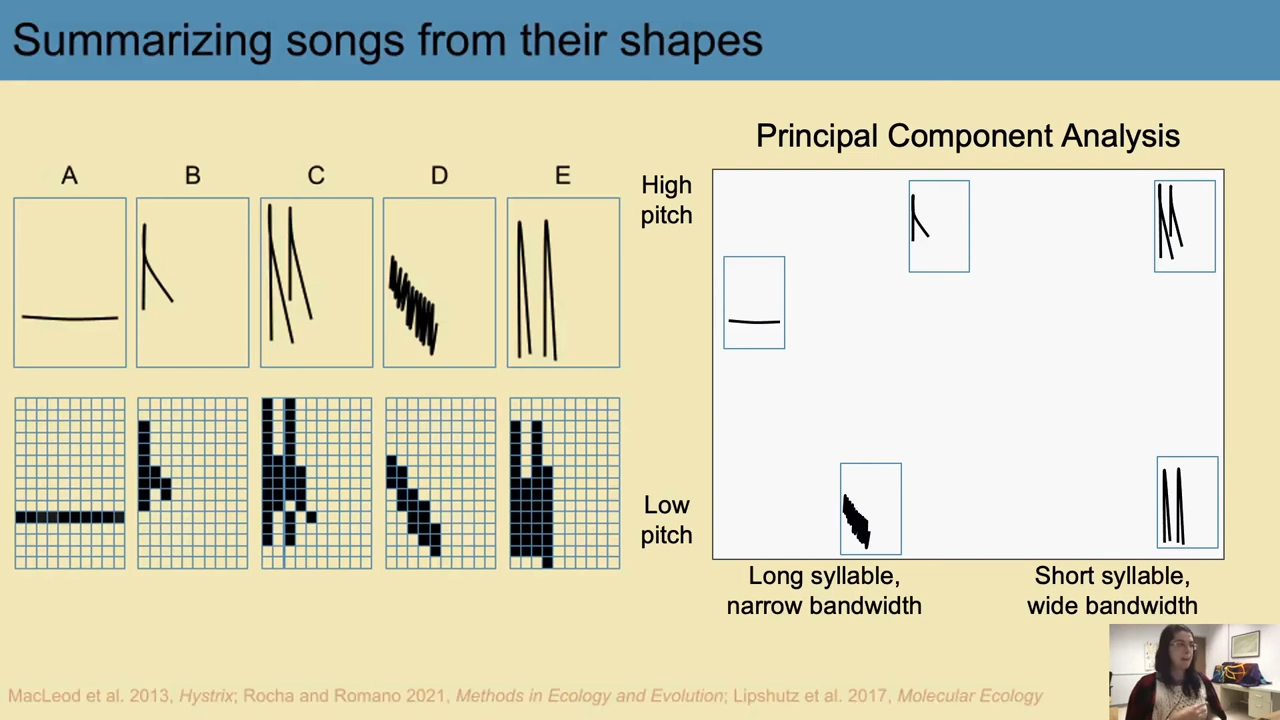 Summarizing songs from their shapes
A B C D E
Principal Component Analysis
High
pitch
Low
pitch
Long syllable,
narrow bandwidth
Short syllable,
wide bandwidth
MacLeod et al. 2013, Hystrix; Rocha and Romano 2021, Methods in Ecology and Evolution; Lipshutz et al. 2017, Molecular Ecology